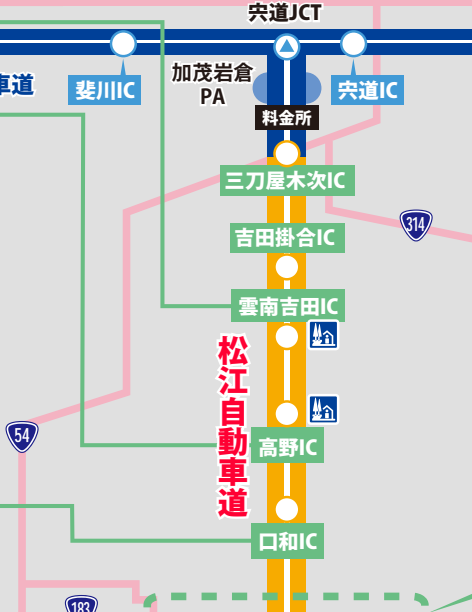 宍道JCT
車道
斐川IC
加茂岩倉
PA
宍道IC
料金所
三刀屋木次IC
314
吉田掛合IC
雲南吉田IC
松江自動車道
54
高野IC
口和IC
183